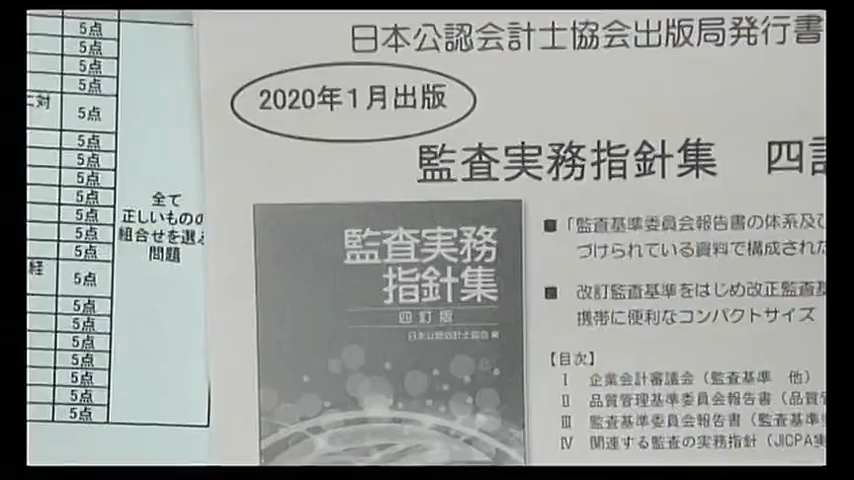 5点
5点
5点
5点
に対
5点
5点
5点
5点
5点
5点
5点
5点
経
5点
5点
5点
5点
5点
5点
5点
5点
全て
正しいものの
組合せを選ぶ
問題
日本公認会計士協会出版局発行書
2020年1月出版
監査実務指針集 四訂
監査実務
指針集
四訂版
日本公認会計士協会 編
■「監査基準委員会報告書の体系及び
づけられている資料で構成された
■ 改訂監査基準をはじめ改正監査基
携帯に便利なコンパクトサイズ
【目次】
Ⅰ 企業会計審議会（監査基準 他）
Ⅱ 品質管理基準委員会報告書（品質管
Ⅲ 監査基準委員会報告書（監査基準
Ⅳ 関連する監査の実務指針（JICPA実